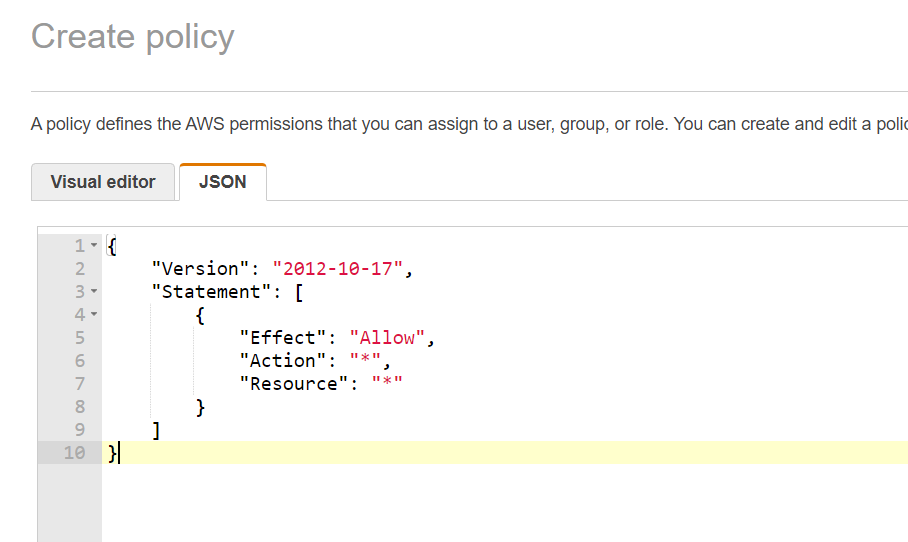 Create policy
A policy defines the AWS permissions that you can assign to a user, group, or role. You can create and edit a
Visual editor JSON
1 {
2 "Version": "2012-10-17",
3 "Statement": [
4 {
5 "Effect": "Allow",
6 "Action": "*",
7 "Resource": "*"
8 }
9 ]
10 }